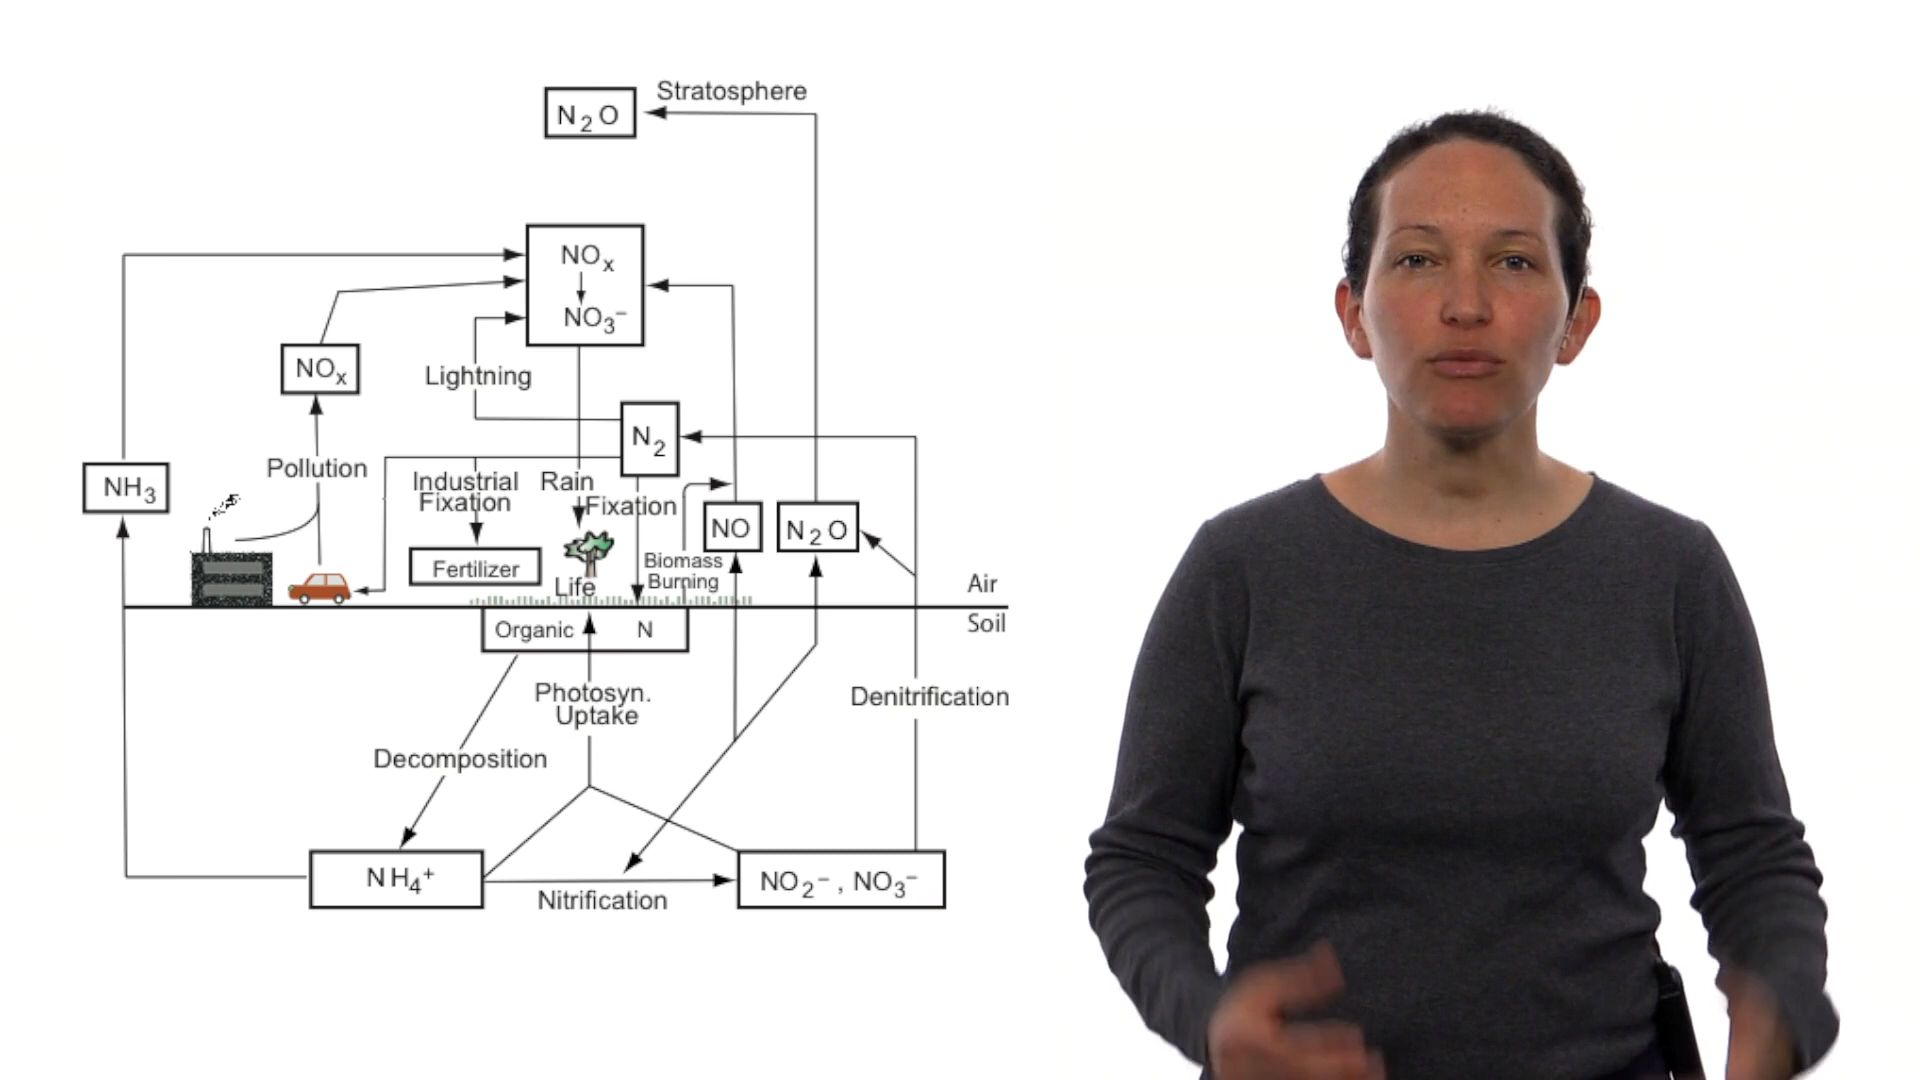 Stratosphere
N₂O
NOₓ
NO₃⁻
NOₓ
Lightning
N₂
Pollution
NH₃
Industrial
Fixation
Rain
Fixation
NO
N₂O
Fertilizer
Biomass
Burning
Life
Air
Soil
Organic N
Photosyn.
Uptake
Denitrification
Decomposition
NH₄⁺
NO₂⁻, NO₃⁻
Nitrification